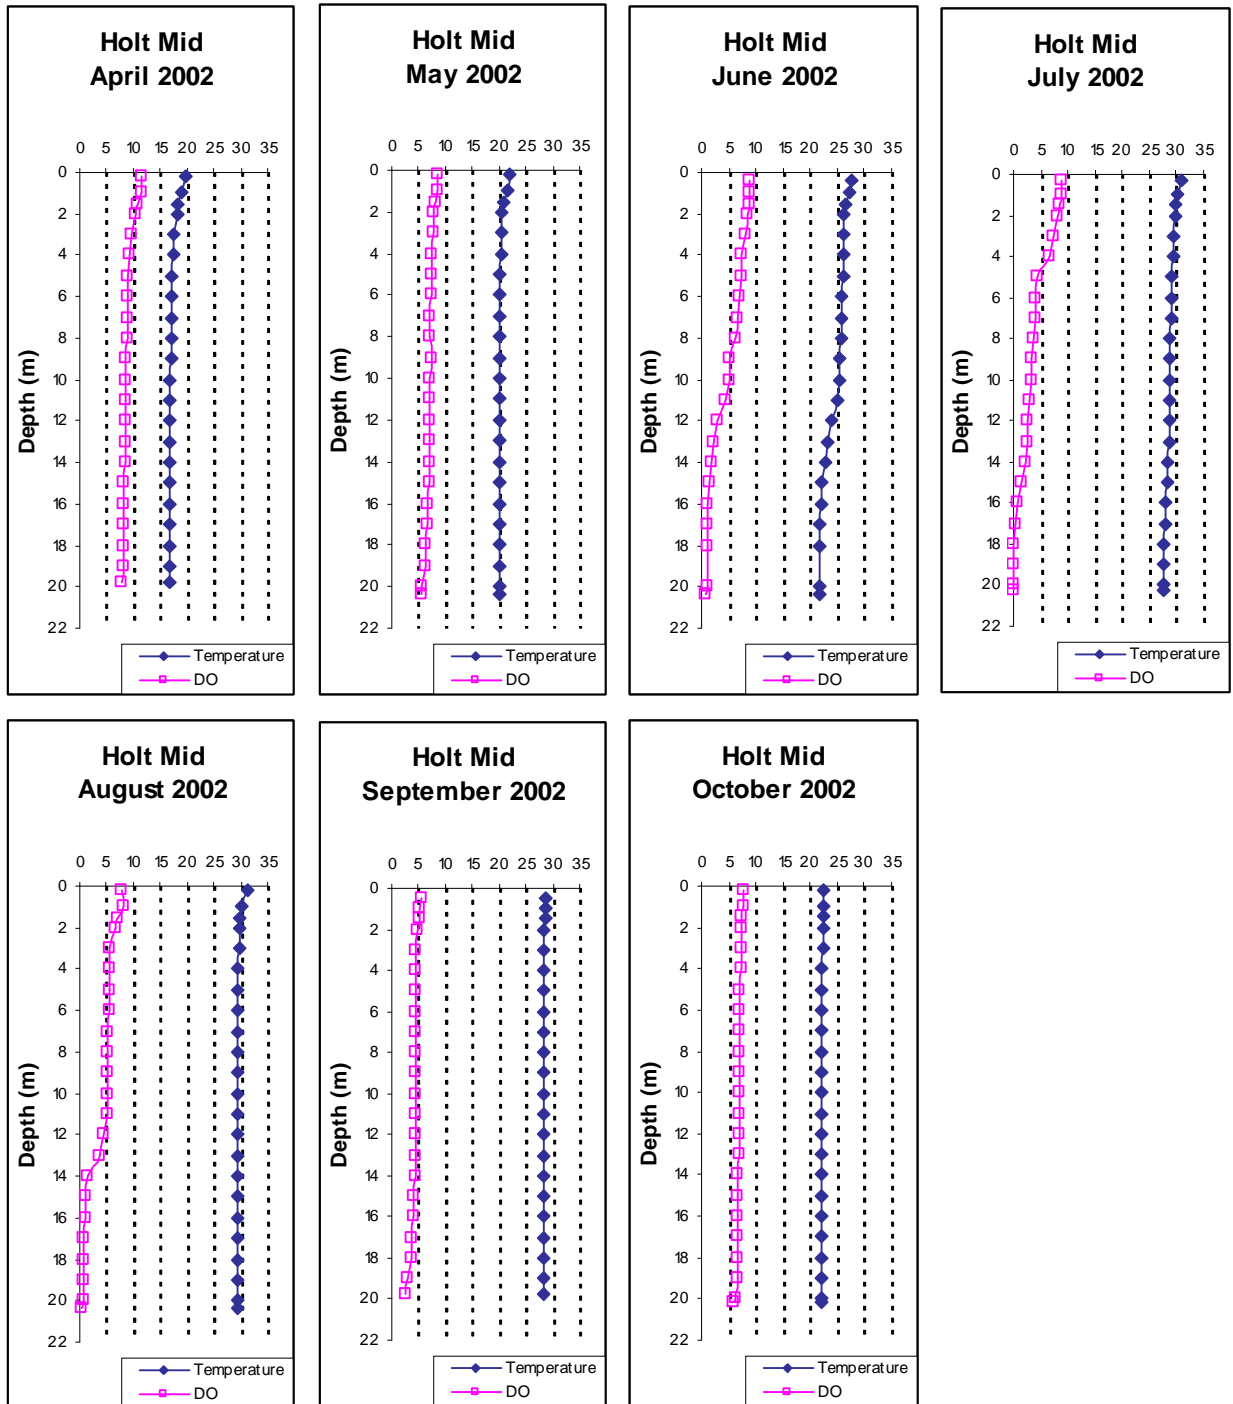 Holt Mid
April 2002
0 5 10 15 20 25 30 35
0
2
4
6
8
10
12
14
16
18
20
22
Depth (m)
Temperature
DO
Holt Mid
May 2002
0 5 10 15 20 25 30 35
0
2
4
6
8
10
12
14
16
18
20
22
Depth (m)
Temperature
DO
Holt Mid
June 2002
0 5 10 15 20 25 30 35
0
2
4
6
8
10
12
14
16
18
20
22
Depth (m)
Temperature
DO
Holt Mid
July 2002
0 5 10 15 20 25 30 35
0
2
4
6
8
10
12
14
16
18
20
22
Depth (m)
Temperature
DO
Holt Mid
August 2002
0 5 10 15 20 25 30 35
0
2
4
6
8
10
12
14
16
18
20
22
Depth (m)
Temperature
DO
Holt Mid
September 2002
0 5 10 15 20 25 30 35
0
2
4
6
8
10
12
14
16
18
20
22
Depth (m)
Temperature
DO
Holt Mid
October 2002
0 5 10 15 20 25 30 35
0
2
4
6
8
10
12
14
16
18
20
22
Depth (m)
Temperature
DO